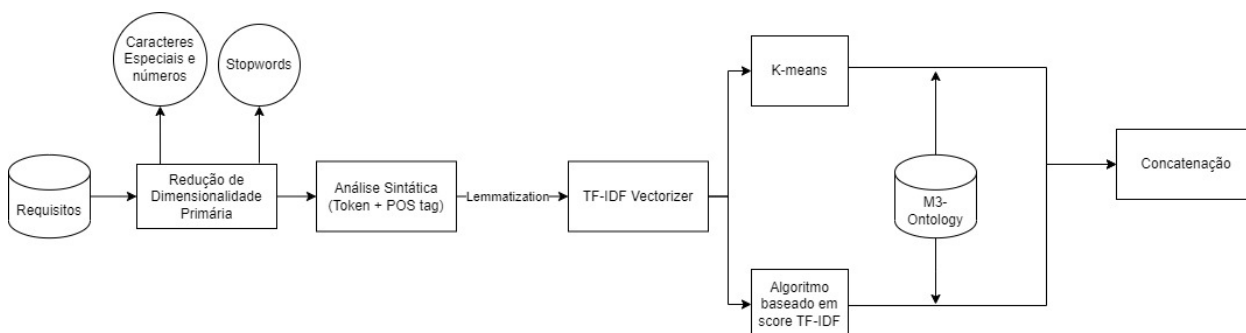 Caracteres
Especiais e
números
Stopwords
Requisitos
Redução de
Dimensionalidade
Primária
Análise Sintática
(Token + POS tag)
Lemmatization
TF-IDF Vectorizer
K-means
M3-
Ontology
Algoritmo
baseado em
score TF-IDF
Concatenação